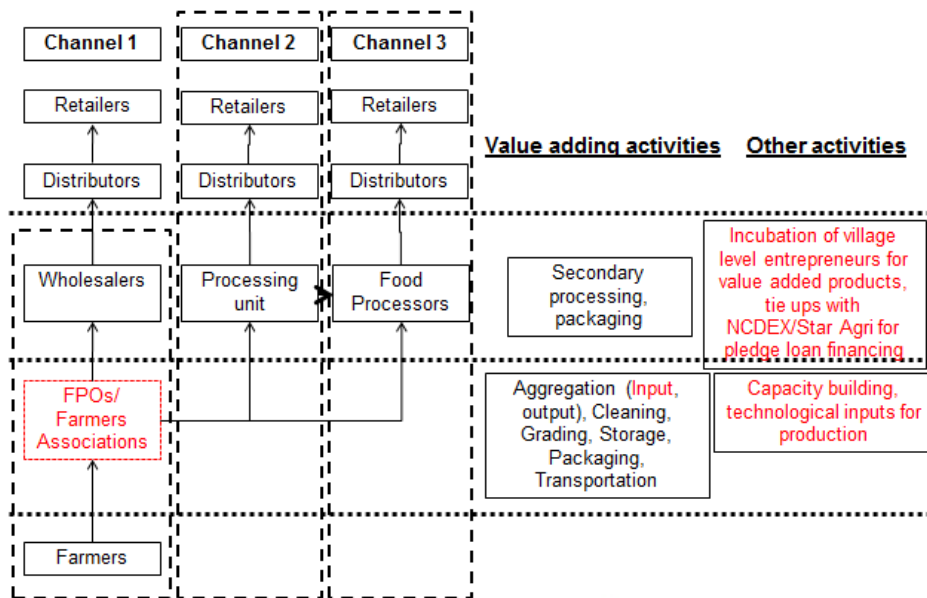 Channel 1
Channel 2
Channel 3
Retailers
Retailers
Retailers
Value adding activities
Other activities
Distributors
Distributors
Distributors
Wholesalers
Processing
unit
Food
Processors
Secondary
processing,
packaging
Incubation of village
level entrepreneurs for
value added products,
tie ups with
NCDEX/Star Agri for
pledge loan financing
FPOs/
Farmers
Associations
Aggregation (Input,
output), Cleaning,
Grading, Storage,
Packaging,
Transportation
Capacity building,
technological inputs for
production
Farmers